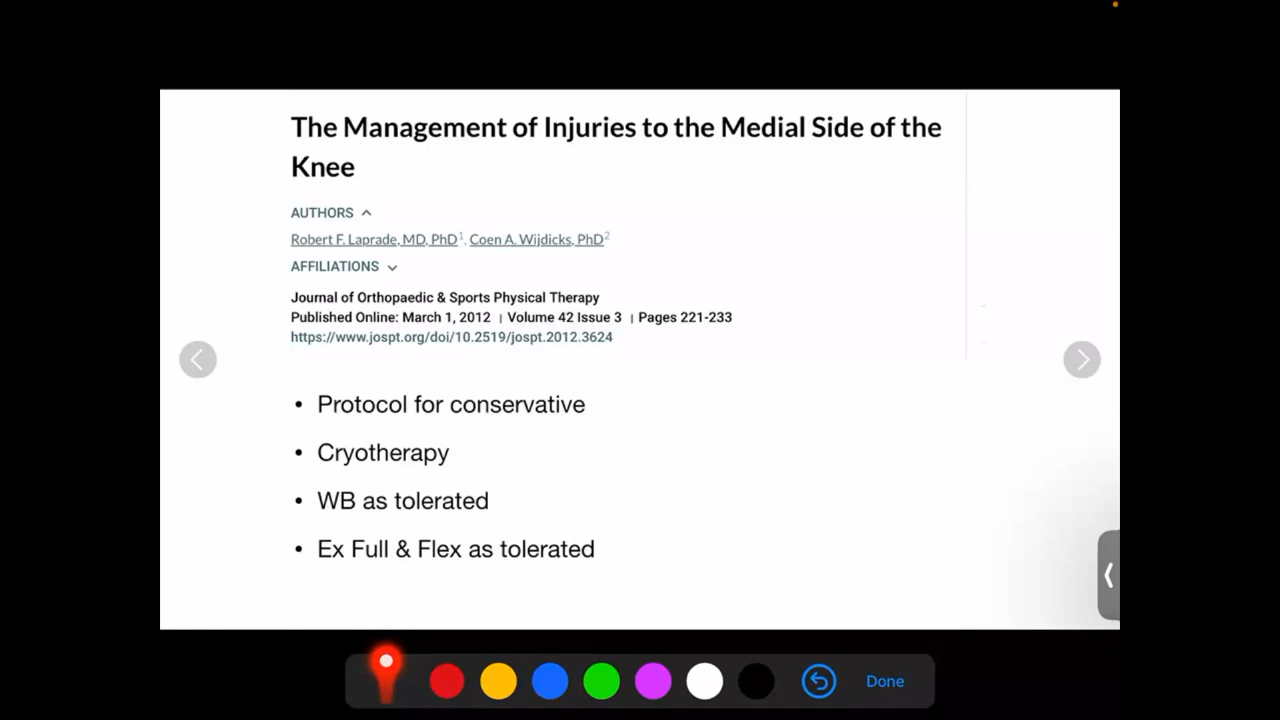 The Management of Injuries to the Medial Side of the
Knee
AUTHORS
Robert F. Laprade, MD, PhD1, Coen A. Wijdicks, PhD2
AFFILIATIONS
Journal of Orthopaedic & Sports Physical Therapy
Published Online: March 1, 2012 | Volume 42 Issue 3 | Pages 221-233
https://www.jospt.org/doi/10.2519/jospt.2012.3624
• Protocol for conservative
• Cryotherapy
• WB as tolerated
• Ex Full & Flex as tolerated
Done